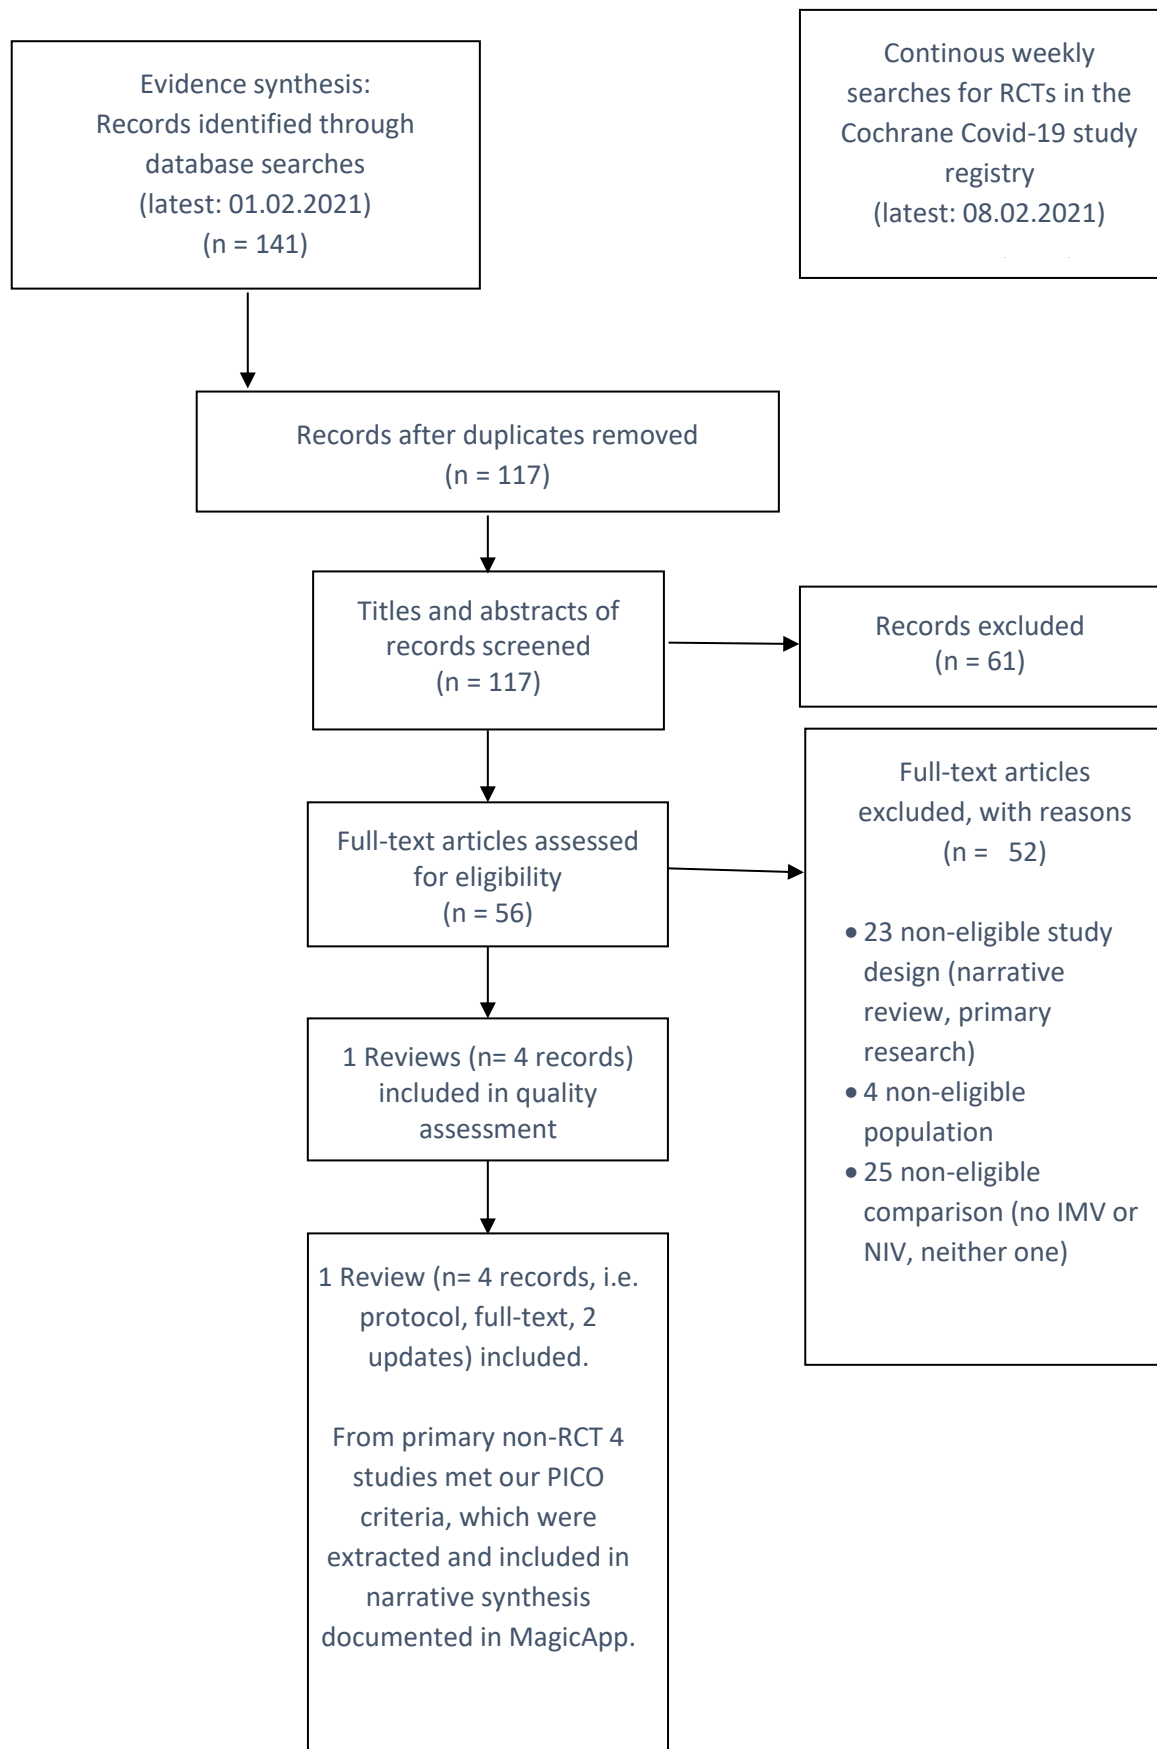 Evidence synthesis:
Records identified through
database searches
(latest: 01.02.2021)
(n = 141)
Continous weekly
searches for RCTs in the
Cochrane Covid-19 study
registry
(latest: 08.02.2021)
Records after duplicates removed
(n = 117)
Titles and abstracts of
records screened
(n = 117)
Records excluded
(n = 61)
Full-text articles assessed
for eligibility
(n = 56)
Full-text articles
excluded, with reasons
(n =   52)
• 23 non-eligible study
design (narrative
review, primary
research)
• 4 non-eligible
population
• 25 non-eligible
comparison (no IMV or
NIV, neither one)
1 Reviews (n= 4 records)
included in quality
assessment
1 Review (n= 4 records, i.e.
protocol, full-text, 2
updates) included.
From primary non-RCT 4
studies met our PICO
criteria, which were
extracted and included in
narrative synthesis
documented in MagicApp.